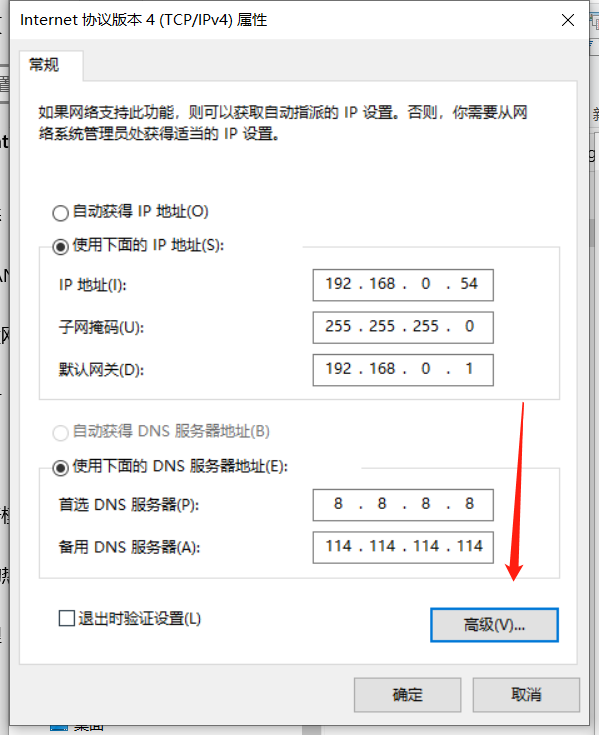 Internet 协议版本 4 (TCP/IPv4) 属性
常规
如果网络支持此功能，则可以获取自动指派的 IP 设置。否则，你需要从网
络系统管理员处获得适当的 IP 设置。
自动获得 IP 地址(O)
使用下面的 IP 地址(S):
IP 地址(I): 192 . 168 . 0 . 54
子网掩码(U): 255 . 255 . 255 . 0
默认网关(D): 192 . 168 . 0 . 1
自动获得 DNS 服务器地址(B)
使用下面的 DNS 服务器地址(E):
首选 DNS 服务器(P): 8 . 8 . 8 . 8
备用 DNS 服务器(A): 114 . 114 . 114 . 114
退出时验证设置(L)
高级(V)...
确定 取消
桌面